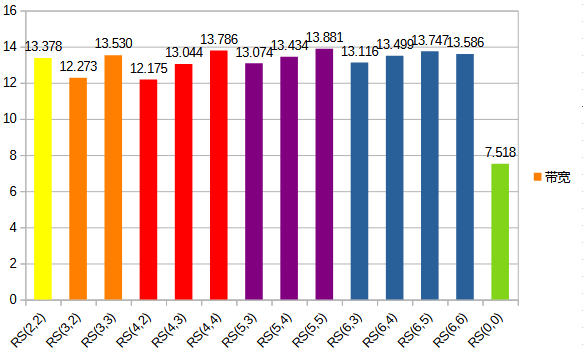 16
14
12
10
8
6
4
2
0
13.378
12.273
13.530
12.175
13.044
13.786
13.074
13.434
13.881
13.116
13.499
13.747
13.586
7.518
带宽
RS(2,2)
RS(3,2)
RS(3,3)
RS(4,2)
RS(4,3)
RS(4,4)
RS(5,3)
RS(5,4)
RS(5,5)
RS(6,3)
RS(6,4)
RS(6,5)
RS(6,6)
RS(0,0)